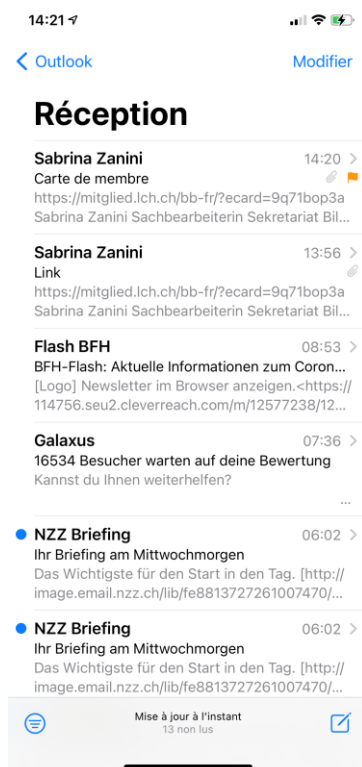 14:21
Outlook
Modifier
Réception
Sabrina Zanini 14:20
Carte de membre
https://mitglied.lch.ch/bb-fr/?ecard=9q71bop3a
Sabrina Zanini Sachbearbeiterin Sekretariat Bil...
Sabrina Zanini 13:56
Link
https://mitglied.lch.ch/bb-fr/?ecard=9q71bop3a
Sabrina Zanini Sachbearbeiterin Sekretariat Bil...
Flash BFH 08:53
BFH-Flash: Aktuelle Informationen zum Coron...
[Logo] Newsletter im Browser anzeigen.<https://
114756.seu2.cleverreach.com/m/12577238/12...
Galaxus 07:36
16534 Besucher warten auf deine Bewertung
Kannst du Ihnen weiterhelfen?
...
NZZ Briefing 06:02
Ihr Briefing am Mittwochmorgen
Das Wichtigste für den Start in den Tag. [http://
image.email.nzz.ch/lib/fe8813727261007470/...
NZZ Briefing 06:02
Ihr Briefing am Mittwochmorgen
Das Wichtigste für den Start in den Tag. [http://
image.email.nzz.ch/lib/fe8813727261007470/...
Mise à jour à l'instant
13 non lus